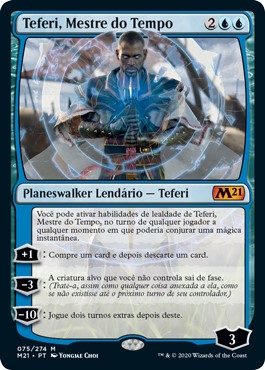 Teferi, Mestre do Tempo 2
Planeswalker Lendário — Teferi M21
Você pode ativar habilidades de lealdade de Teferi,
Mestre do Tempo, no turno de qualquer jogador a
qualquer momento em que poderia conjurar uma mágica
instantânea.
+1: Compre um card e depois descarte um card.
A criatura alvo que você não controla sai de fase.
-3: (Trate-a, assim como qualquer coisa anexada a ela, como
se não existisse até o próximo turno de seu controlador.)
-10: Jogue dois turnos extras depois deste.
3
075/274 M
M21 • PT YONGJAE CHOI ™ & © 2020 Wizards of the Coast